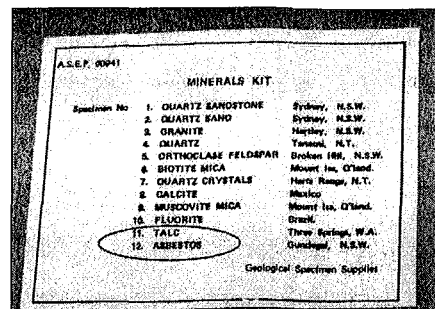 A.S.E.P. 00941
MINERALS KIT
Specimen No 1. QUARTZ SANDSTONE Sydney, N.S.W.
2. QUARTZ SAND Sydney, N.S.W.
3. GRANITE Hartley, N.S.W.
4. QUARTZ Tanami, N.T.
5. ORTHOCLASE FELDSPAR Broken Hill, N.S.W.
6. BIOTITE MICA Mount Isa, Q'land.
7. QUARTZ CRYSTALS Harts Range, N.T.
8. CALCITE Mexico
9. MUSCOVITE MICA Mount Isa, Q'land.
10. FLUORITE Brazil.
11. TALC Three Springs, W.A.
12. ASBESTOS Gundagai, N.S.W.
Geological Specimen Supplies